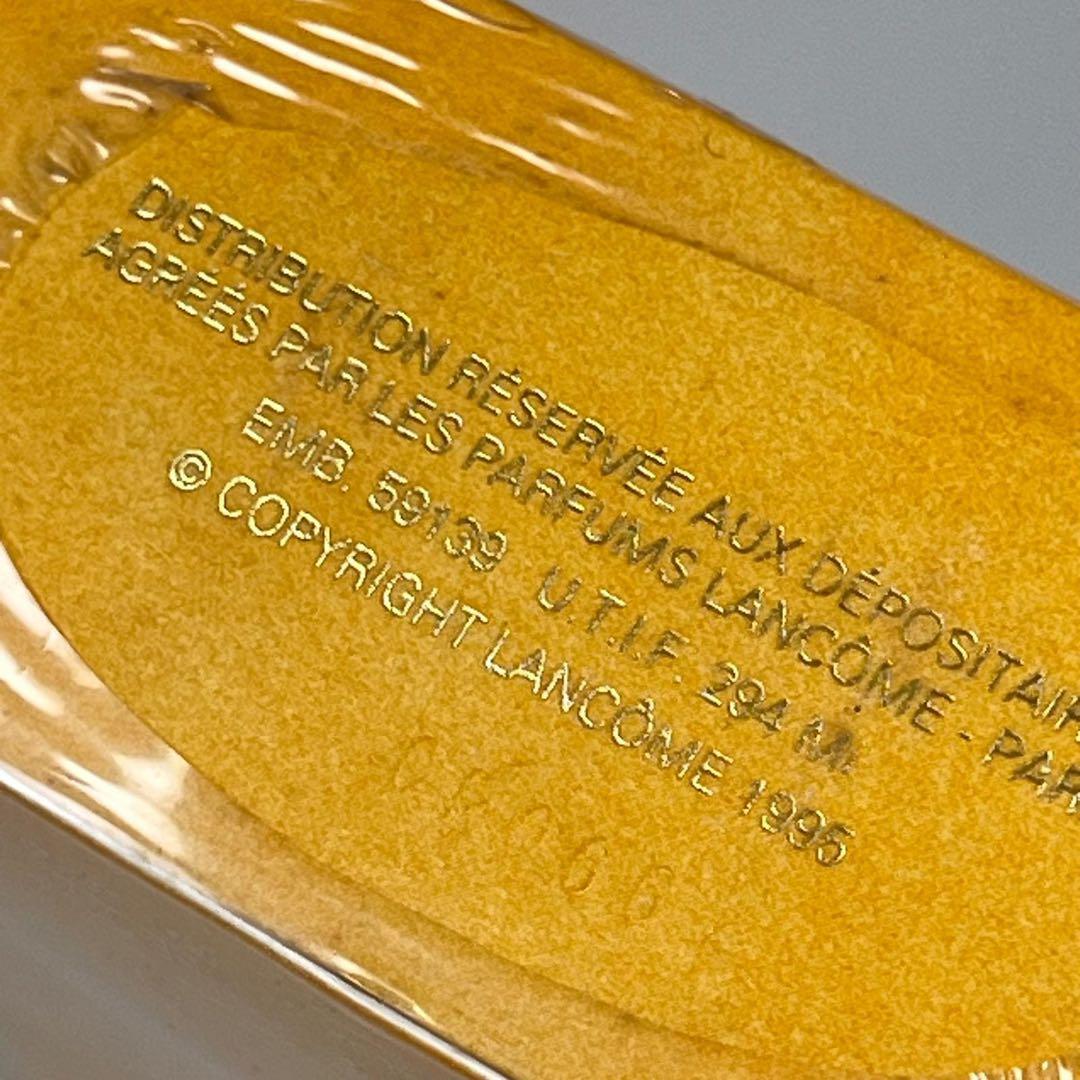 DISTRIBUTION RÉSERVÉE AUX DÉPOSITAIR
AGRÉÉS PAR LES PARFUMS LANCÔME - PAR
EMB. 59139 U.T.I.F. 294 M.
© COPYRIGHT LANCÔME 1995